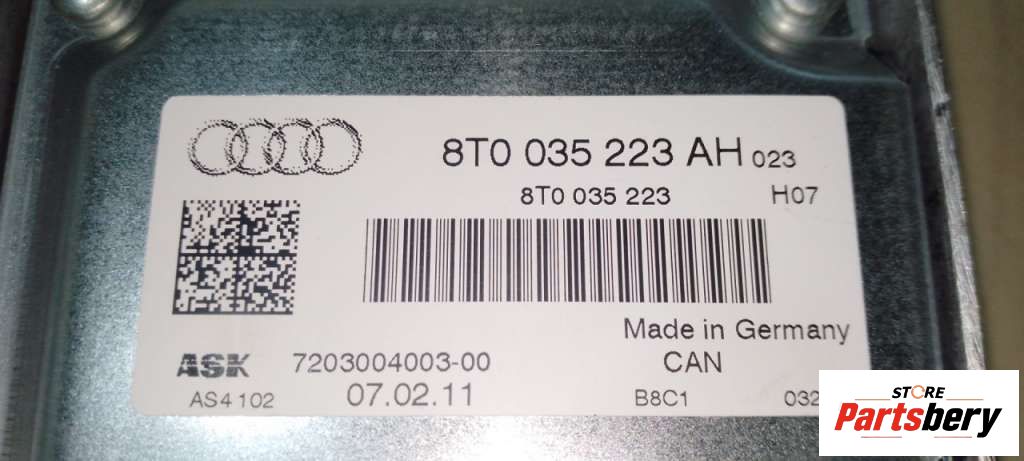 8T0 035 223 AH 023
8T0 035 223 H07
Made in Germany
ASK 7203004003-00 CAN
AS4 102 07.02.11 B8C1 032
STORE
Partsbery